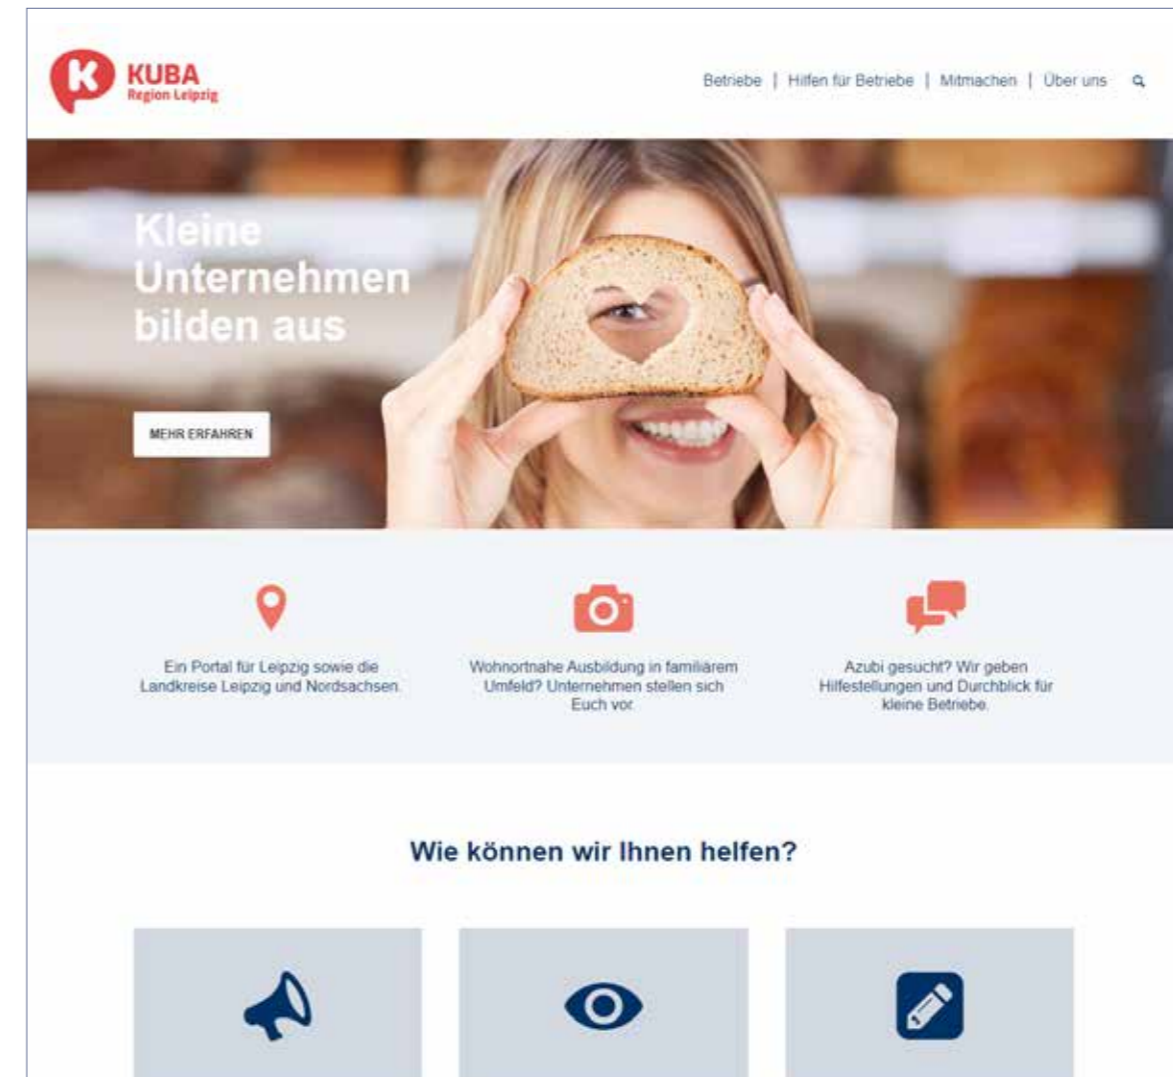 KUBA
Region Leipzig
Betriebe | Hilfen für Betriebe | Mitmachen | Über uns
Kleine
Unternehmen
bilden aus
MEHR ERFAHREN
Ein Portal für Leipzig sowie die
Landkreise Leipzig und Nordsachsen.
Wohnortnahe Ausbildung in familiärem
Umfeld? Unternehmen stellen sich
Euch vor.
Azubi gesucht? Wir geben
Hilfestellungen und Durchblick für
kleine Betriebe.
Wie können wir Ihnen helfen?